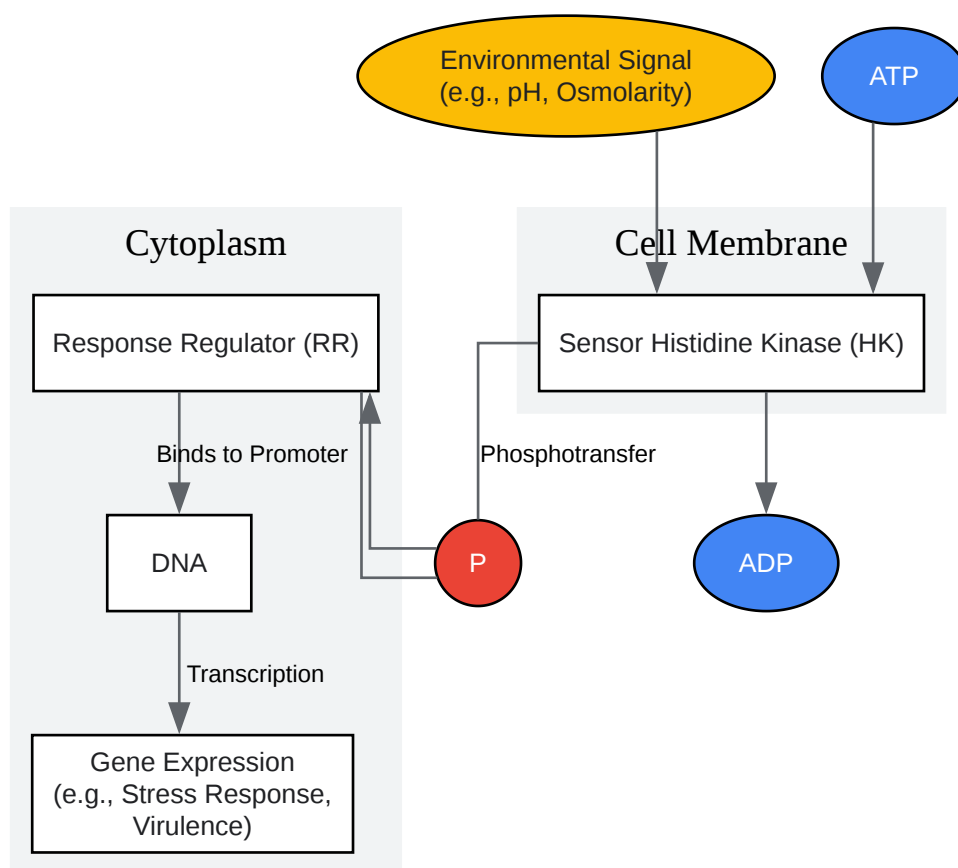 Environmental Signal
(e.g., pH, Osmolarity)
ATP
Cytoplasm
Cell Membrane
Response Regulator (RR)
Sensor Histidine Kinase (HK)
Binds to Promoter
Phosphotransfer
DNA
P
ADP
Transcription
Gene Expression
(e.g., Stress Response,
Virulence)